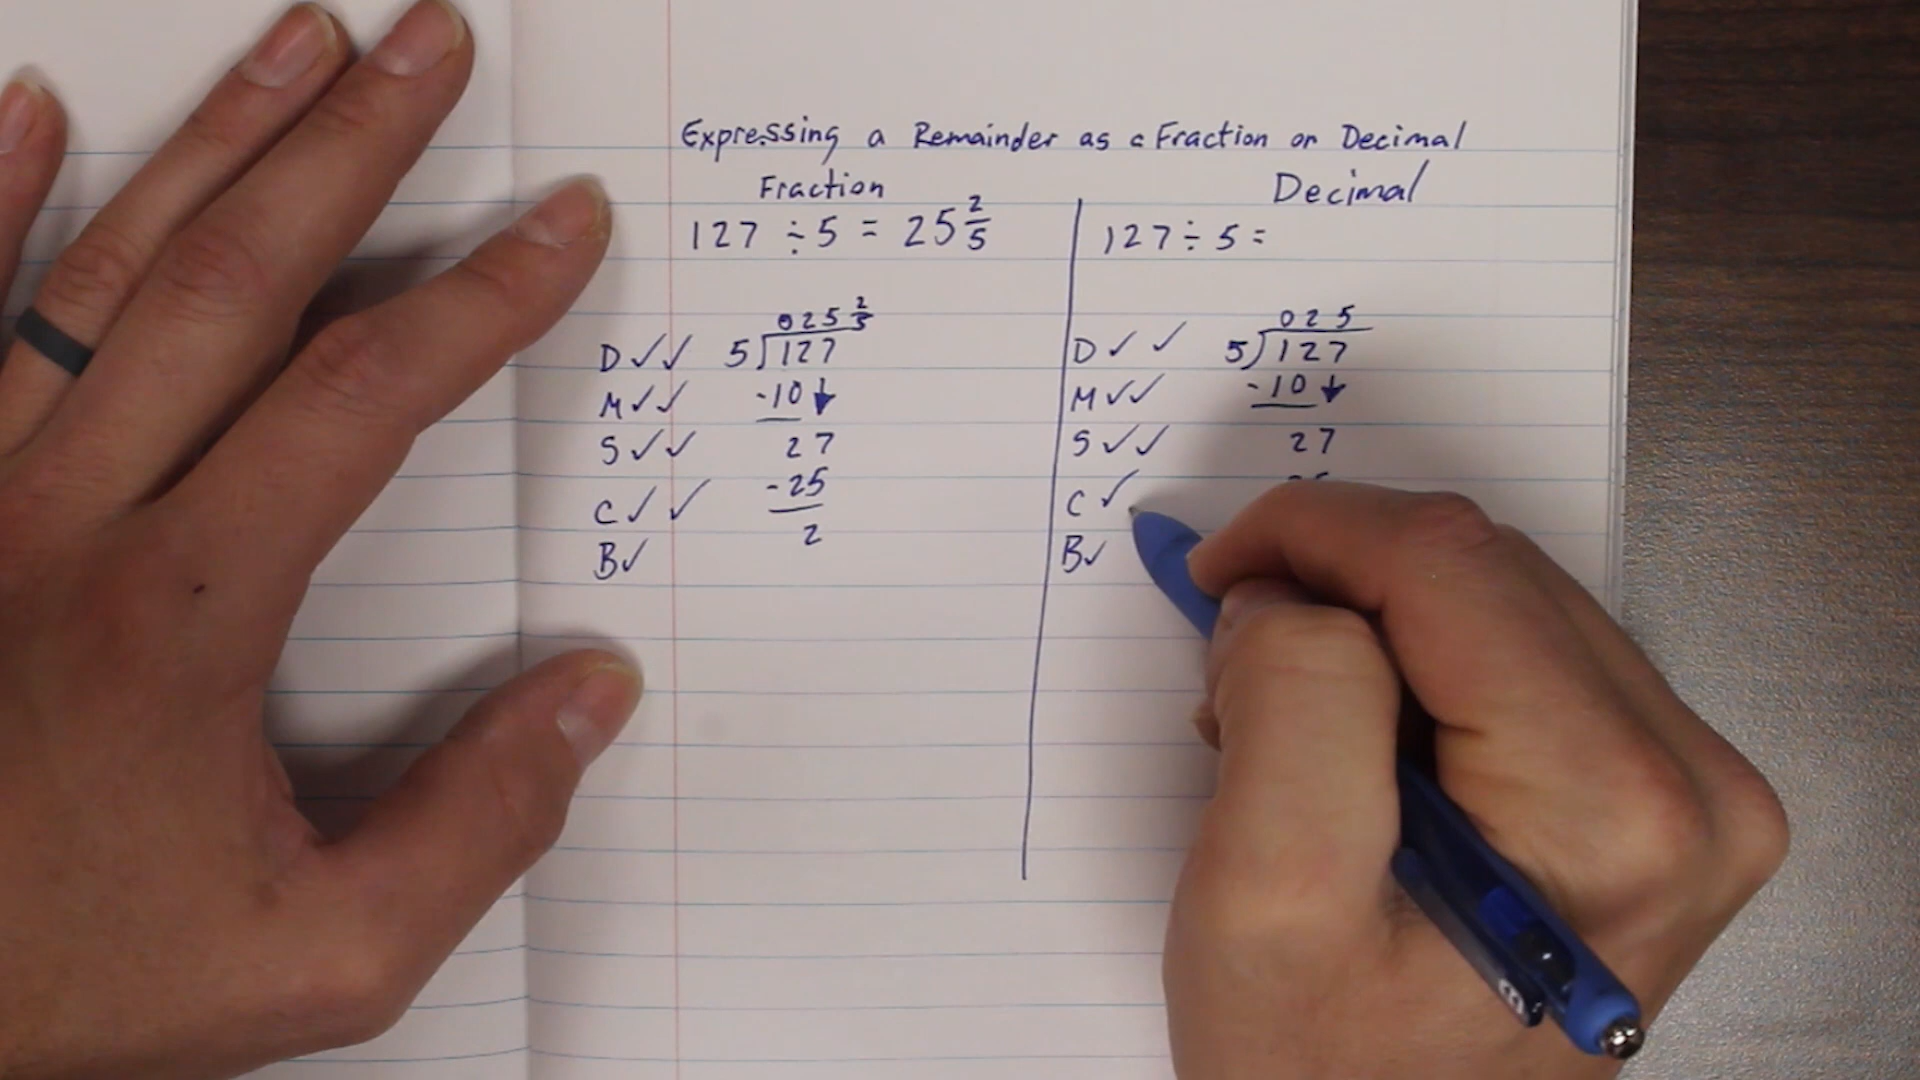 Expressing a Remainder as a Fraction or Decimal
Fraction
127 ÷ 5 = 25 2/5
025 2/5
D✓✓ 5)127
M✓✓ -10↓
S✓✓ 27
C✓✓ -25
2
B✓
Decimal
127 ÷ 5 =
025
D✓✓ 5)127
M✓✓ -10↓
S✓✓ 27
C✓
B✓